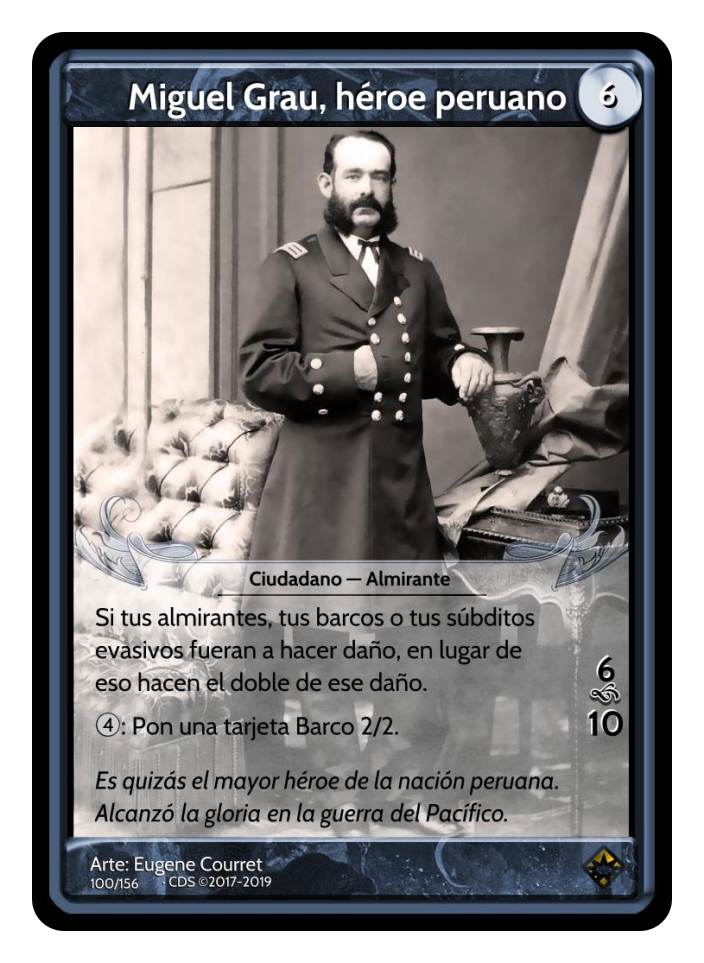 Miguel Grau, héroe peruano
6
Ciudadano — Almirante
Si tus almirantes, tus barcos o tus súbditos
evasivos fueran a hacer daño, en lugar de
eso hacen el doble de ese daño.
④: Pon una tarjeta Barco 2/2.
6
10
Es quizás el mayor héroe de la nación peruana.
Alcanzó la gloria en la guerra del Pacífico.
Arte: Eugene Courret
100/156 · CDS ©2017-2019